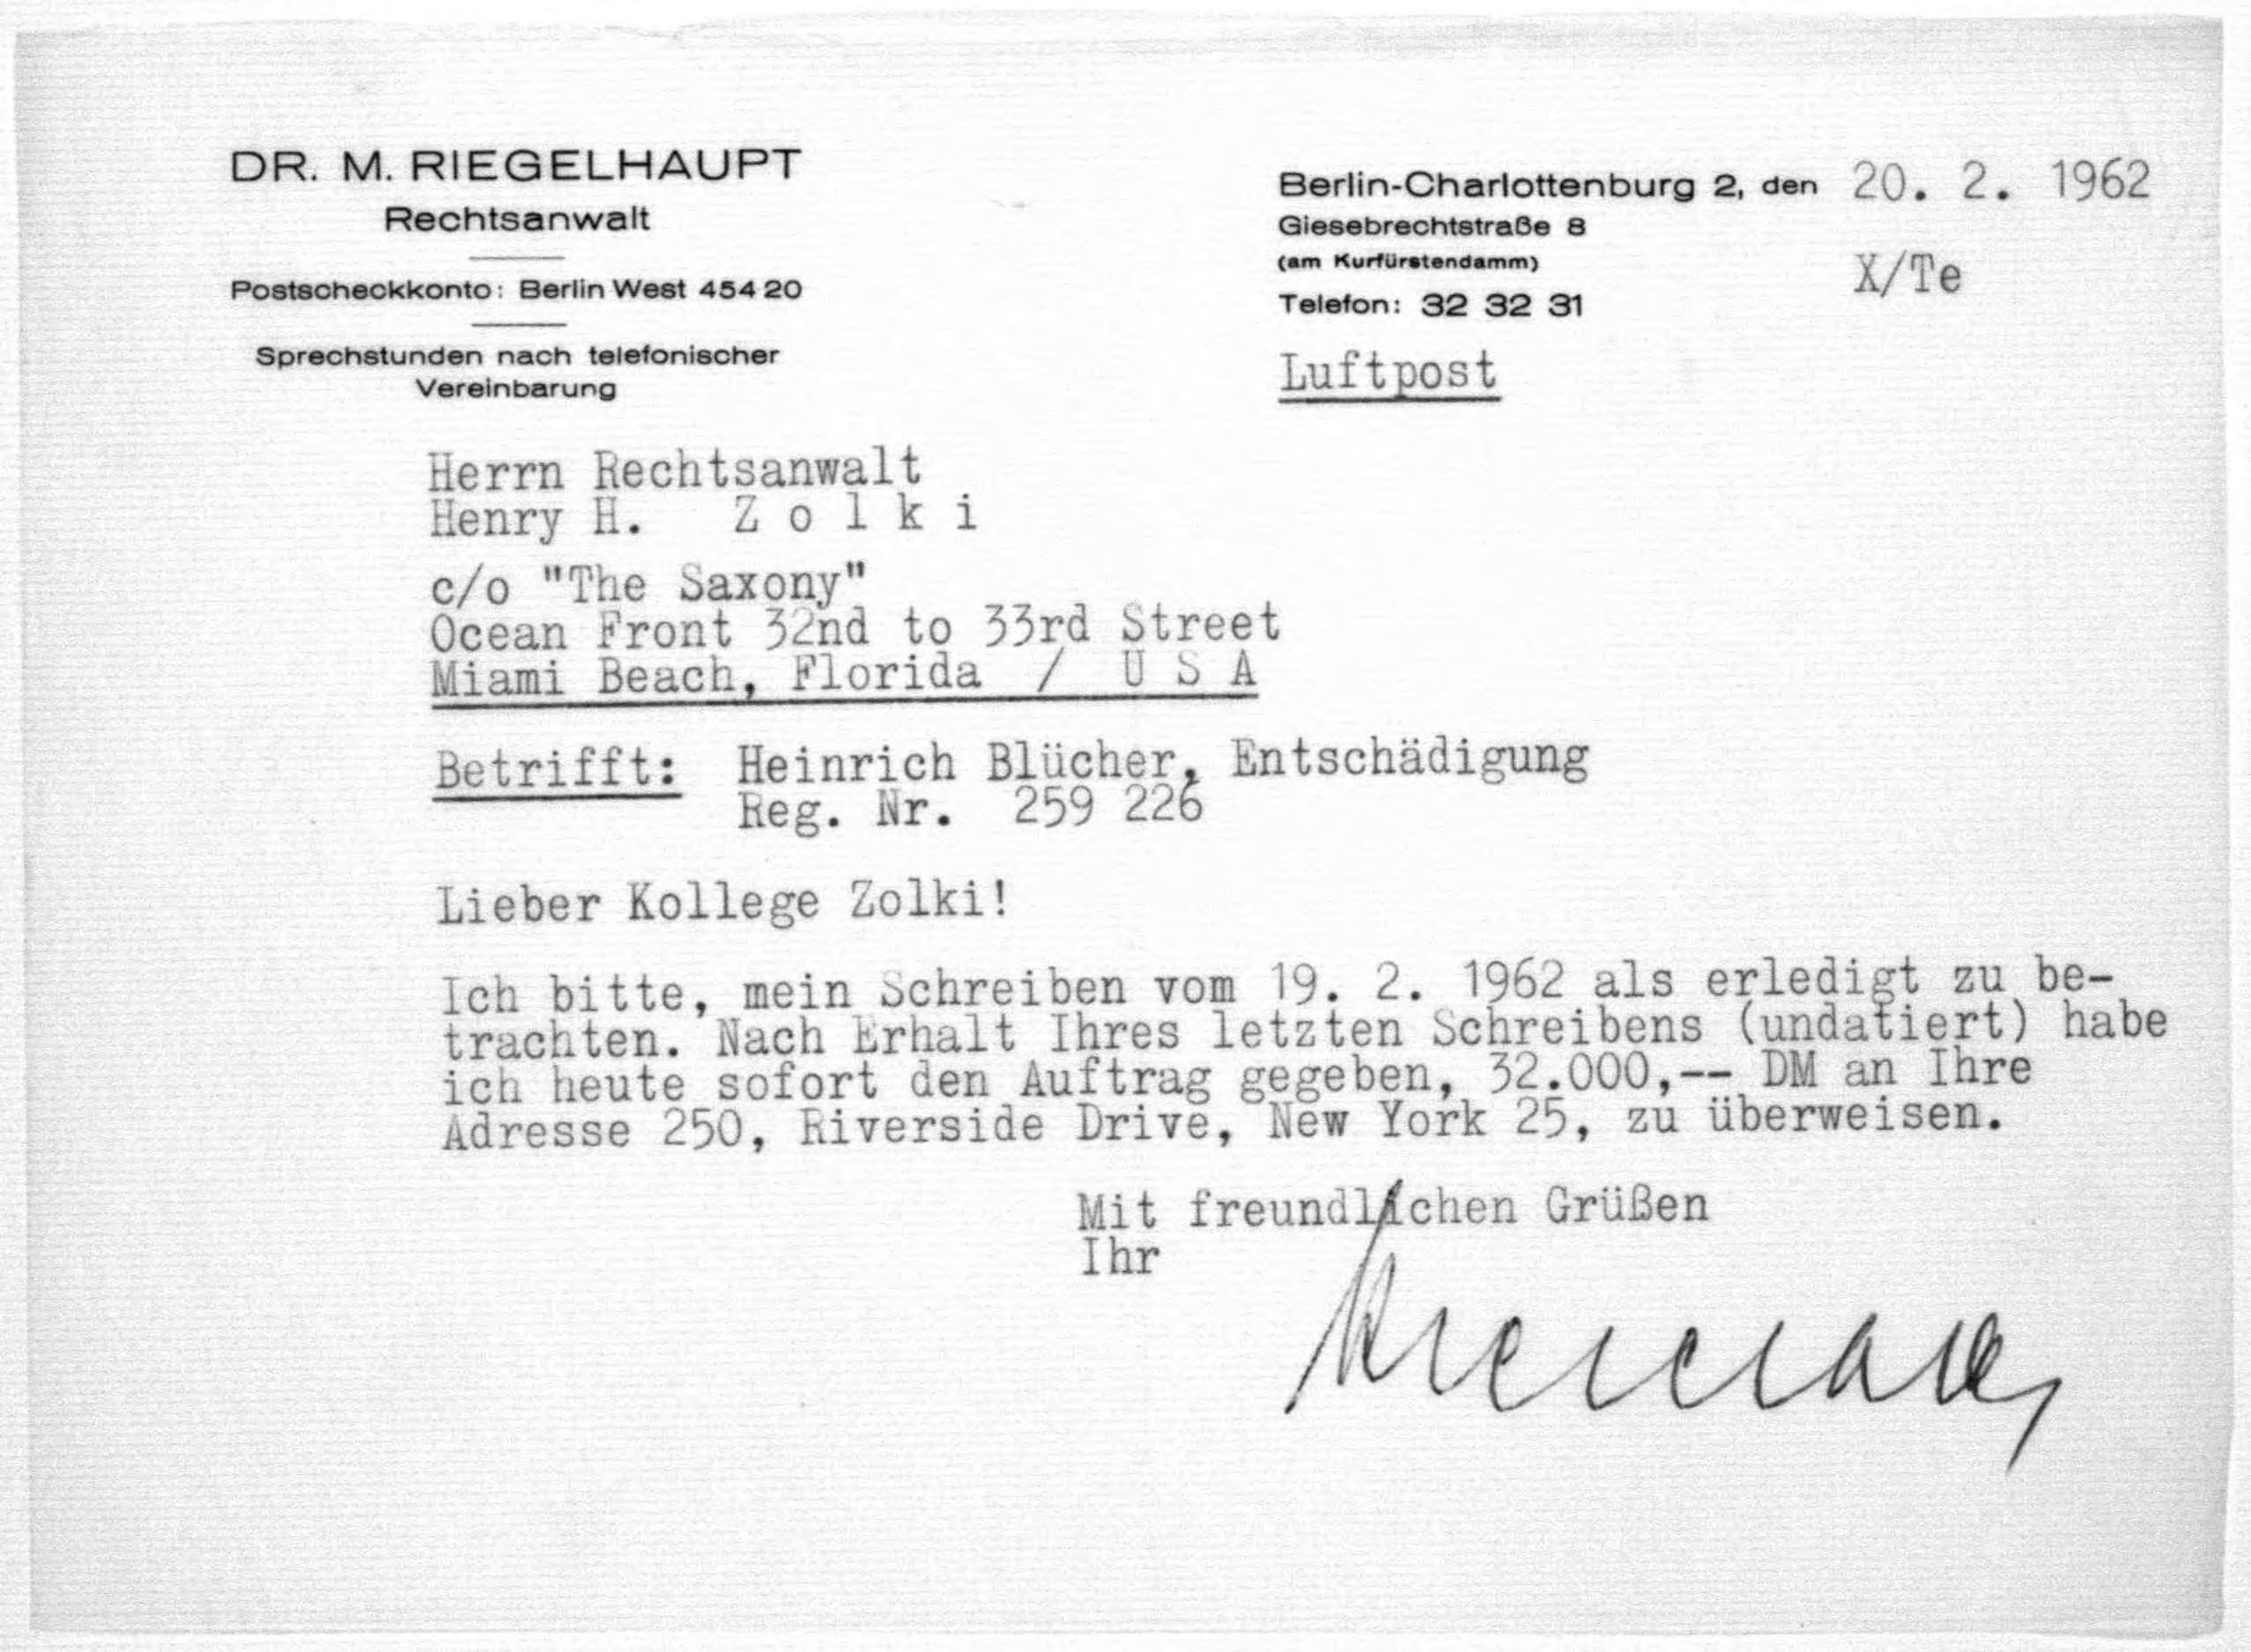 DR. M. RIEGELHAUPT
Rechtsanwalt
Postscheckkonto: Berlin West 454 20
Sprechstunden nach telefonischer
Vereinbarung
Berlin-Charlottenburg 2, den 20. 2. 1962
Giesebrechtstraße 8
(am Kurfürstendamm)
Telefon: 32 32 31
X/Te
Luftpost
Herrn Rechtsanwalt
Henry H. Z o l k i
c/o "The Saxony"
Ocean Front 32nd to 33rd Street
Miami Beach, Florida / U S A
Betrifft: Heinrich Blücher, Entschädigung
Reg. Nr. 259 226
Lieber Kollege Zolki!
Ich bitte, mein Schreiben vom 19. 2. 1962 als erledigt zu be-
trachten. Nach Erhalt Ihres letzten Schreibens (undatiert) habe
ich heute sofort den Auftrag gegeben, 32.000,-- DM an Ihre
Adresse 250, Riverside Drive, New York 25, zu überweisen.
Mit freundlichen Grüßen
Ihr